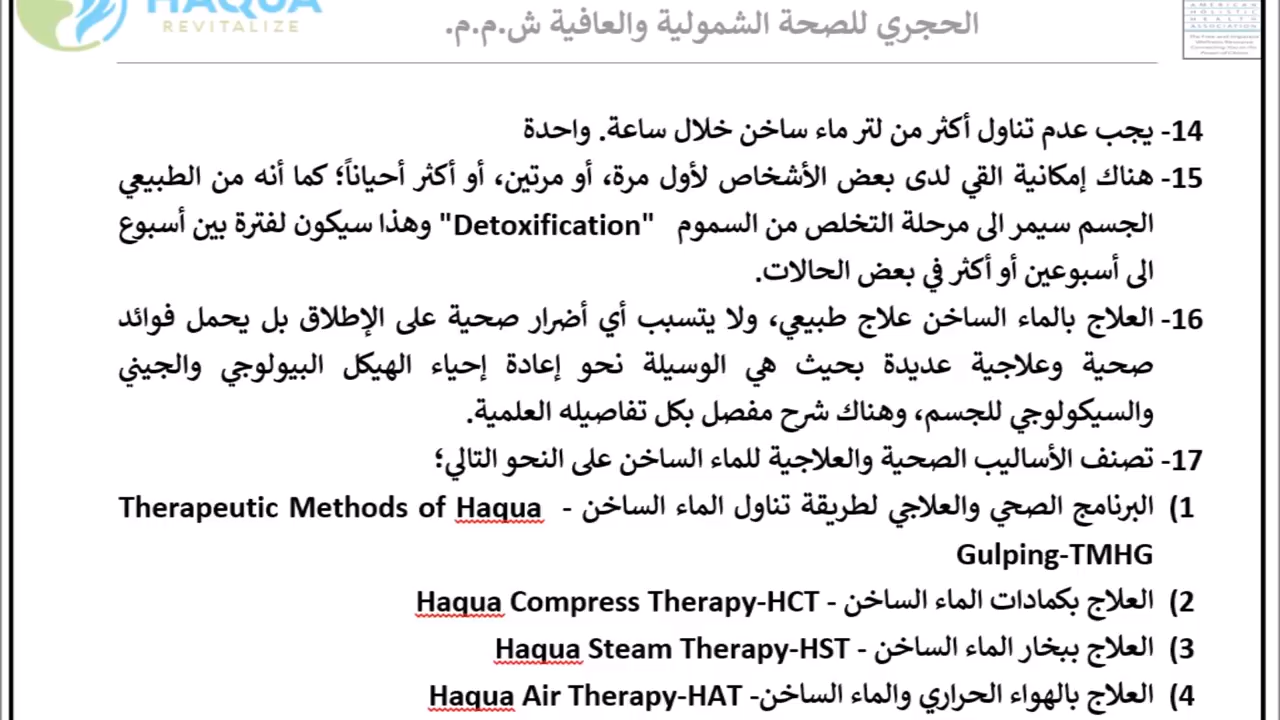 HAQUA
REVITALIZE
الحجري للصحة الشمولية والعافية ش.م.م.
AMERICAN
HOLISTIC
HEALTH
ASSOCIATION
14- يجب عدم تناول أكثر من لتر ماء ساخن خلال ساعة. واحدة
15- هناك إمكانية القي لدى بعض الأشخاص لأول مرة، أو مرتين، أو أكثر أحياناً؛ كما أنه من الطبيعي
الجسم سيمر الى مرحلة التخلص من السموم "Detoxification" وهذا سيكون لفترة بين أسبوع
الى أسبوعين أو أكثر في بعض الحالات.
16- العلاج بالماء الساخن علاج طبيعي، ولا يتسبب أي أضرار صحية على الإطلاق بل يحمل فوائد
صحية وعلاجية عديدة بحيث هي الوسيلة نحو إعادة إحياء الهيكل البيولوجي والجيني
والسيكولوجي للجسم، وهناك شرح مفصل بكل تفاصيله العلمية.
17- تصنف الأساليب الصحية والعلاجية للماء الساخن على النحو التالي؛
1) البرنامج الصحي والعلاجي لطريقة تناول الماء الساخن - Therapeutic Methods of Haqua
Gulping-TMHG
2) العلاج بكمادات الماء الساخن - Haqua Compress Therapy-HCT
3) العلاج ببخار الماء الساخن - Haqua Steam Therapy-HST
4) العلاج بالهواء الحراري والماء الساخن- Haqua Air Therapy-HAT